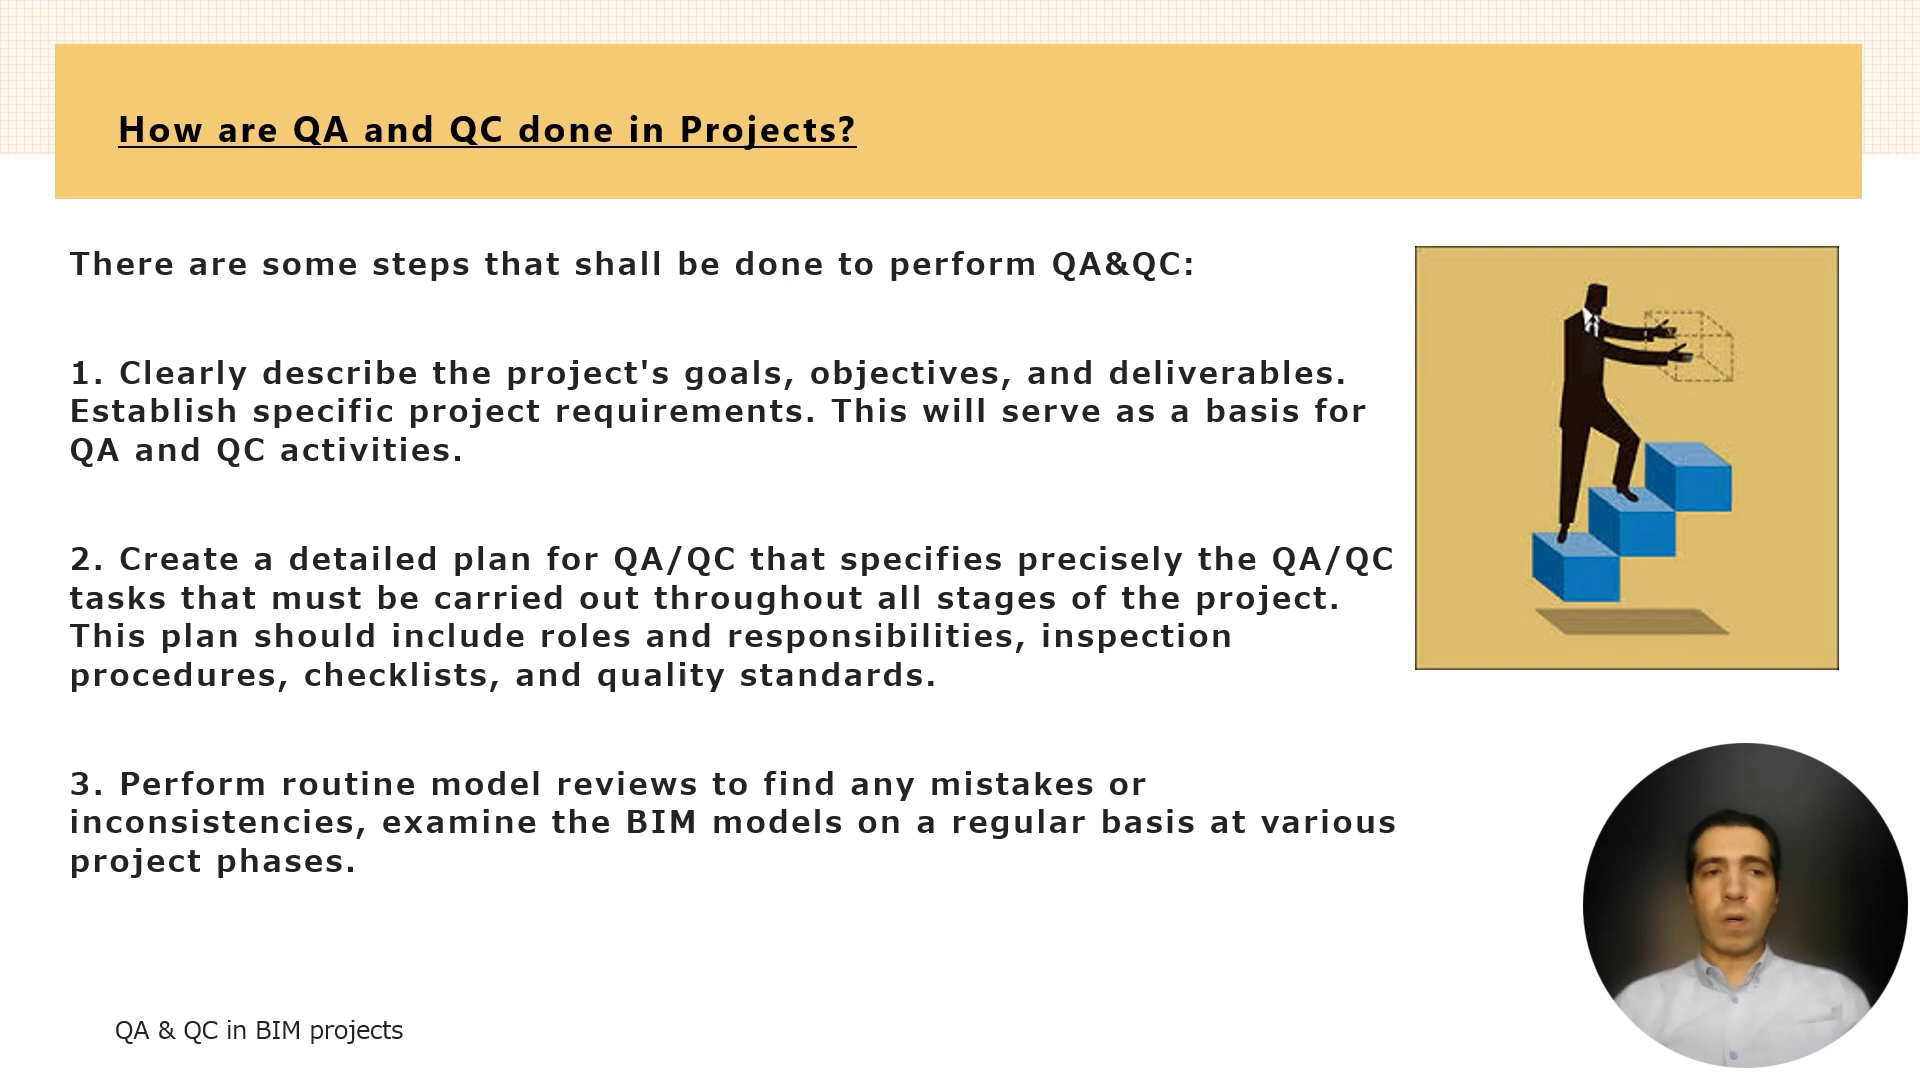 How are QA and QC done in Projects?
There are some steps that shall be done to perform QA&QC:
1. Clearly describe the project's goals, objectives, and deliverables.
Establish specific project requirements. This will serve as a basis for
QA and QC activities.
2. Create a detailed plan for QA/QC that specifies precisely the QA/QC
tasks that must be carried out throughout all stages of the project.
This plan should include roles and responsibilities, inspection
procedures, checklists, and quality standards.
3. Perform routine model reviews to find any mistakes or
inconsistencies, examine the BIM models on a regular basis at various
project phases.
QA & QC in BIM projects